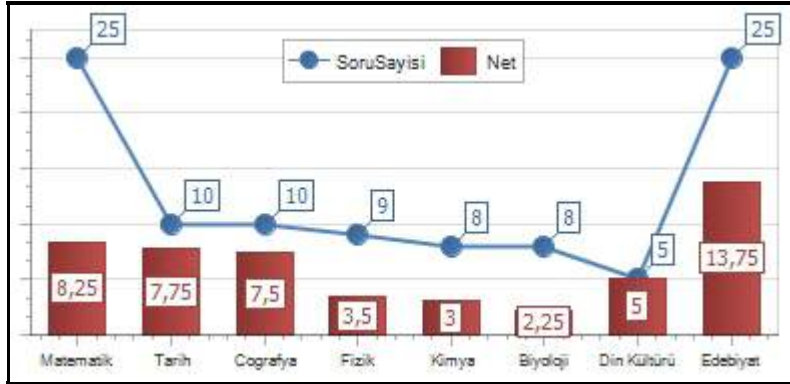 25
25
SoruSayisi
Net
10
10
9
8
8
5
8,25
7,75
7,5
3,5
3
2,25
5
13,75
Matematik
Tarih
Cografya
Fizik
Kimya
Biyoloji
Din Kültürü
Edebiyat